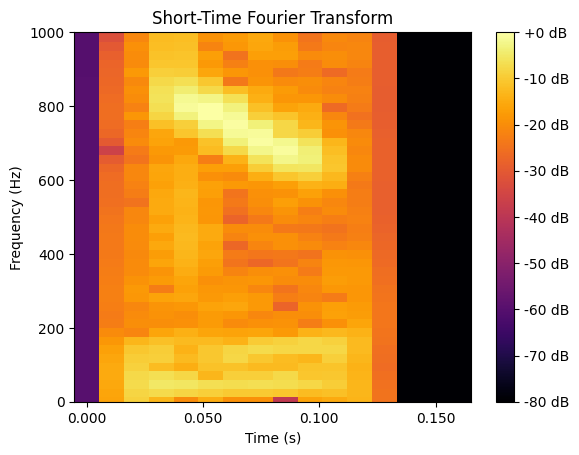 Short-Time Fourier Transform
1000
800
600
400
200
0
Frequency (Hz)
0.000
0.050
0.100
0.150
Time (s)
+0 dB
-10 dB
-20 dB
-30 dB
-40 dB
-50 dB
-60 dB
-70 dB
-80 dB